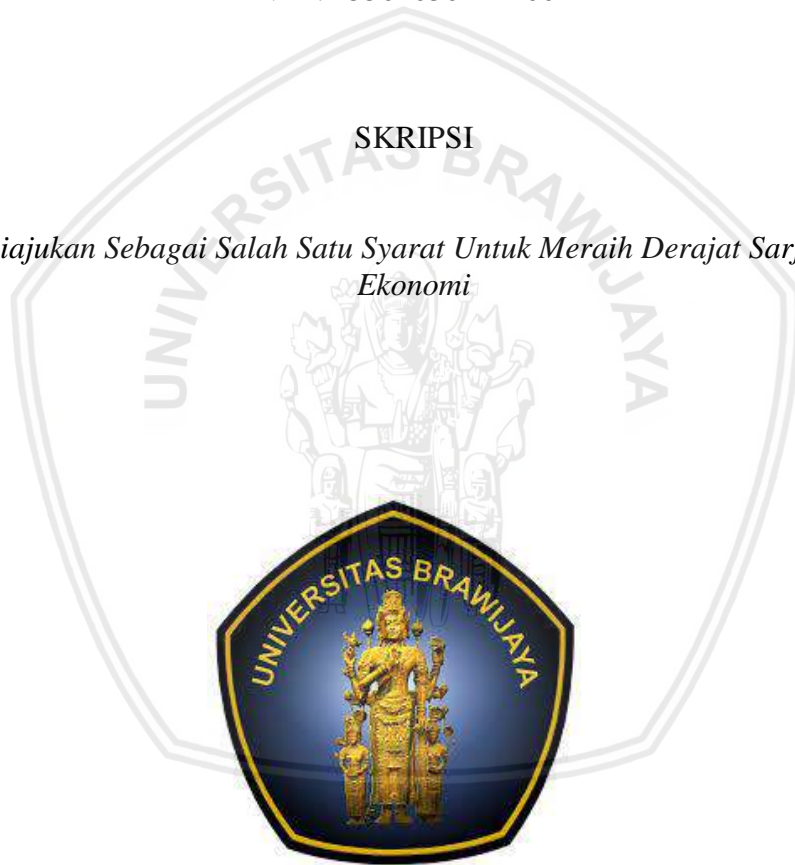 SKRIPSI
iajukan Sebagai Salah Satu Syarat Untuk Meraih Derajat Sarj
Ekonomi
UNIVERSITAS BRAWIJAYA
UNIVERSITAS BRAWIJAYA